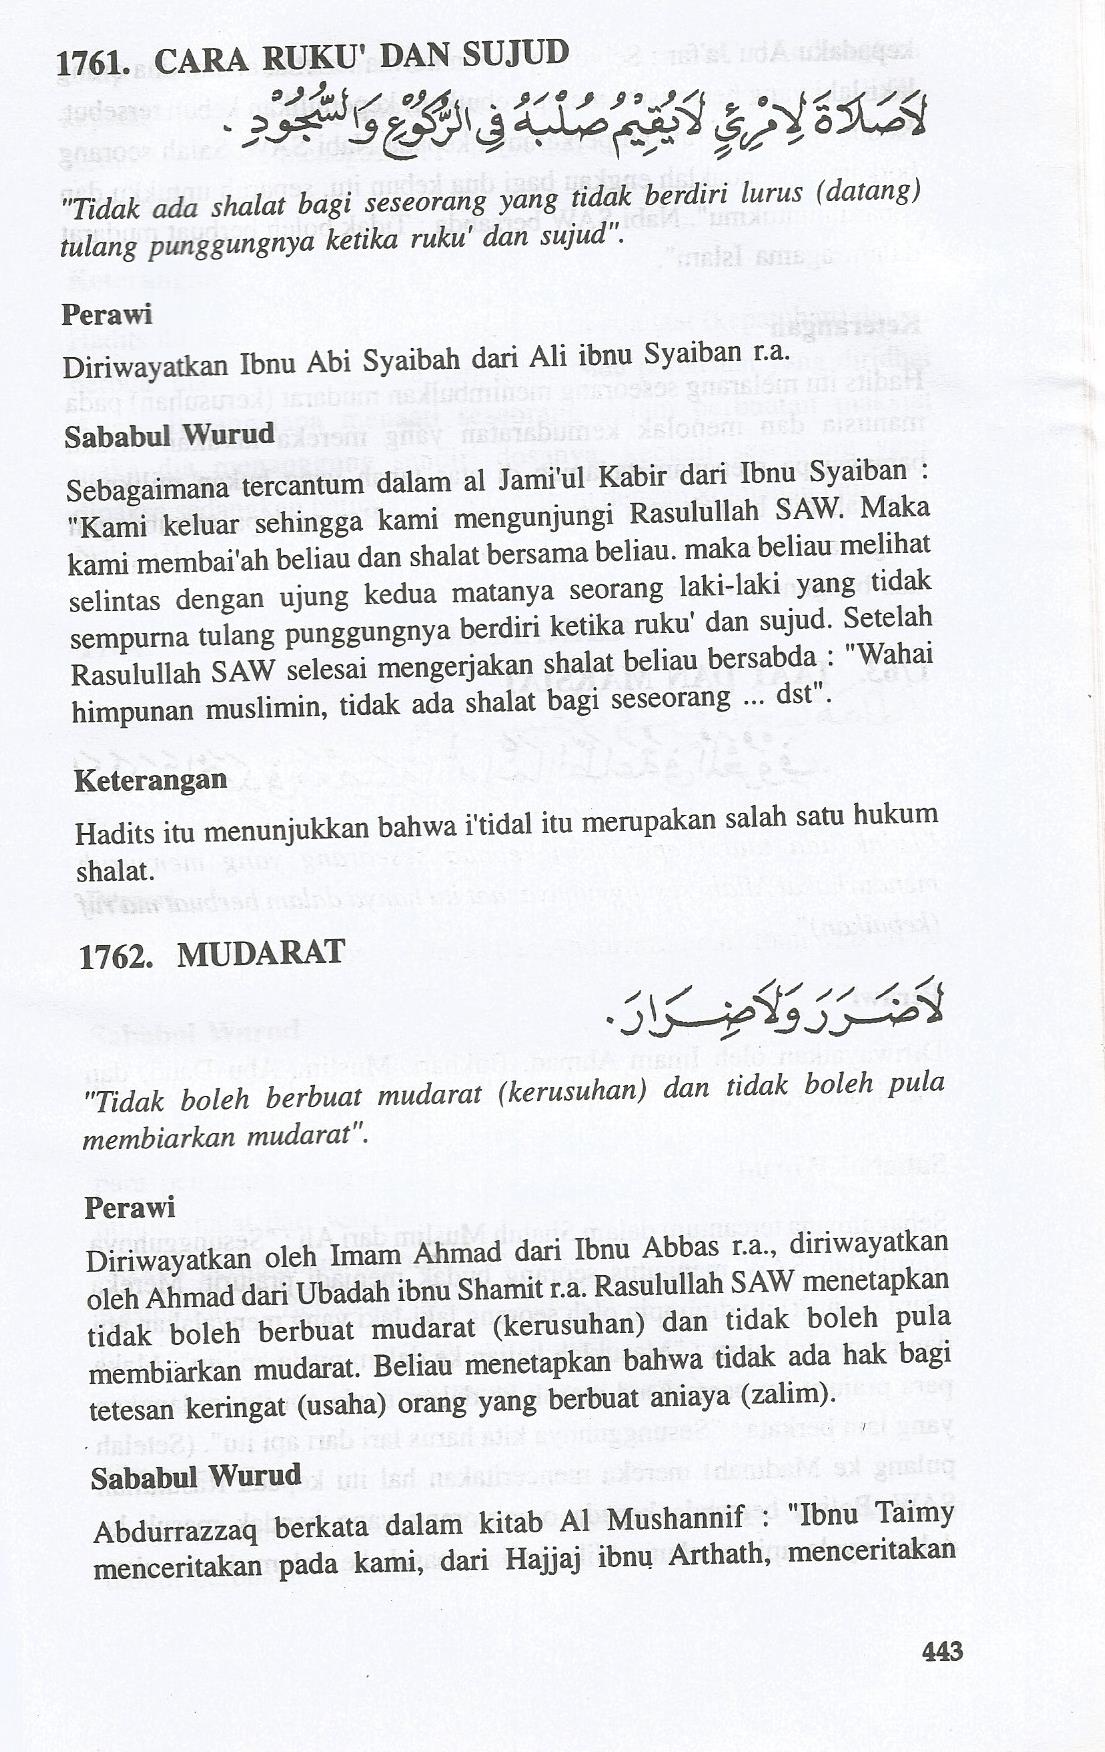 1761. CARA RUKU' DAN SUJUD
لَاصَلَاةَ لِامْرِئٍ لَايُقِيْمُ صُلْبَهُ فِى الرُّكُوْعِ وَالسُّجُوْدِ .
"Tidak ada shalat bagi seseorang yang tidak berdiri lurus (datang)
tulang punggungnya ketika ruku' dan sujud".
Perawi
Diriwayatkan Ibnu Abi Syaibah dari Ali ibnu Syaiban r.a.
Sababul Wurud
Sebagaimana tercantum dalam al Jami'ul Kabir dari Ibnu Syaiban :
"Kami keluar sehingga kami mengunjungi Rasulullah SAW. Maka
kami membai'ah beliau dan shalat bersama beliau. maka beliau melihat
selintas dengan ujung kedua matanya seorang laki-laki yang tidak
sempurna tulang punggungnya berdiri ketika ruku' dan sujud. Setelah
Rasulullah SAW selesai mengerjakan shalat beliau bersabda : "Wahai
himpunan muslimin, tidak ada shalat bagi seseorang ... dst".
Keterangan
Hadits itu menunjukkan bahwa i'tidal itu merupakan salah satu hukum
shalat.
1762. MUDARAT
لَاضَرَرَ وَلَاضِرَارَ .
"Tidak boleh berbuat mudarat (kerusuhan) dan tidak boleh pula
membiarkan mudarat".
Perawi
Diriwayatkan oleh Imam Ahmad dari Ibnu Abbas r.a., diriwayatkan
oleh Ahmad dari Ubadah ibnu Shamit r.a. Rasulullah SAW menetapkan
tidak boleh berbuat mudarat (kerusuhan) dan tidak boleh pula
membiarkan mudarat. Beliau menetapkan bahwa tidak ada hak bagi
tetesan keringat (usaha) orang yang berbuat aniaya (zalim).
Sababul Wurud
Abdurrazzaq berkata dalam kitab Al Mushannif : "Ibnu Taimy
menceritakan pada kami, dari Hajjaj ibnu Arthath, menceritakan
443